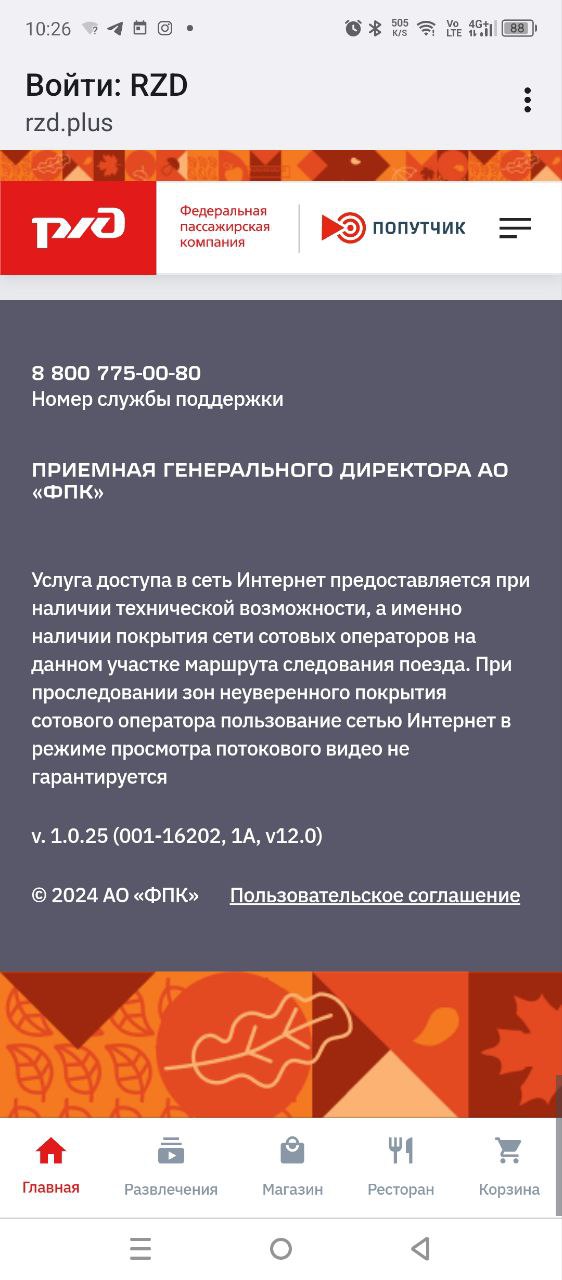 10:26
505
K/S
Vo
LTE
4G+
88
Войти: RZD
rzd.plus
ржд
Федеральная
пассажирская
компания
ПОПУТЧИК
8 800 775-00-80
Номер службы поддержки
ПРИЕМНАЯ ГЕНЕРАЛЬНОГО ДИРЕКТОРА АО
«ФПК»
Услуга доступа в сеть Интернет предоставляется при
наличии технической возможности, а именно
наличии покрытия сети сотовых операторов на
данном участке маршрута следования поезда. При
проследовании зон неуверенного покрытия
сотового оператора пользование сетью Интернет в
режиме просмотра потокового видео не
гарантируется
v. 1.0.25 (001-16202, 1A, v12.0)
© 2024 АО «ФПК» Пользовательское соглашение
Главная Развлечения Магазин Ресторан Корзина